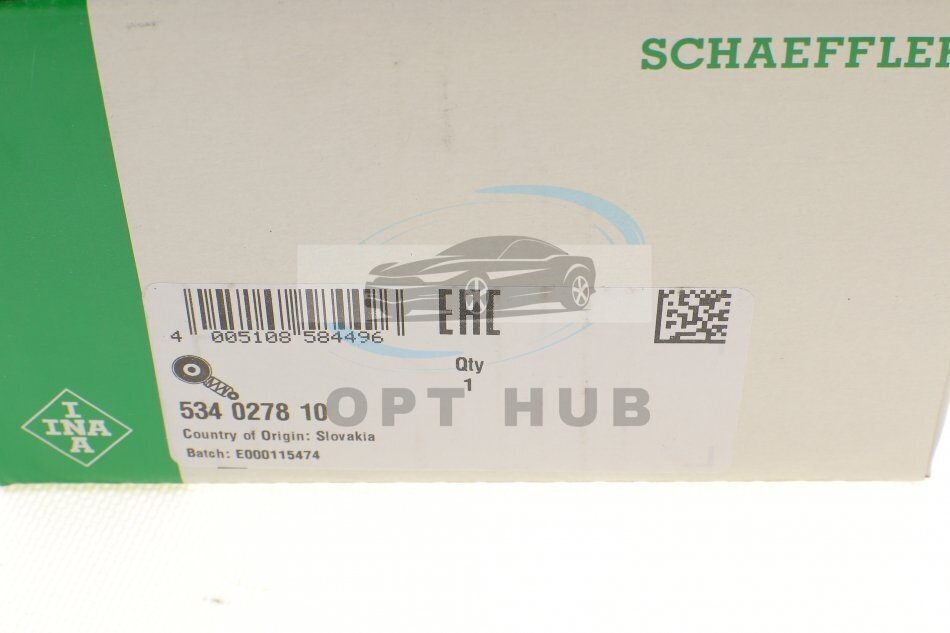 SCHAEFFLER
4 005108 584496
EAC
Qty
1
534 0278 10
OPT HUB
Country of Origin: Slovakia
Batch: E000115474
INA
INA